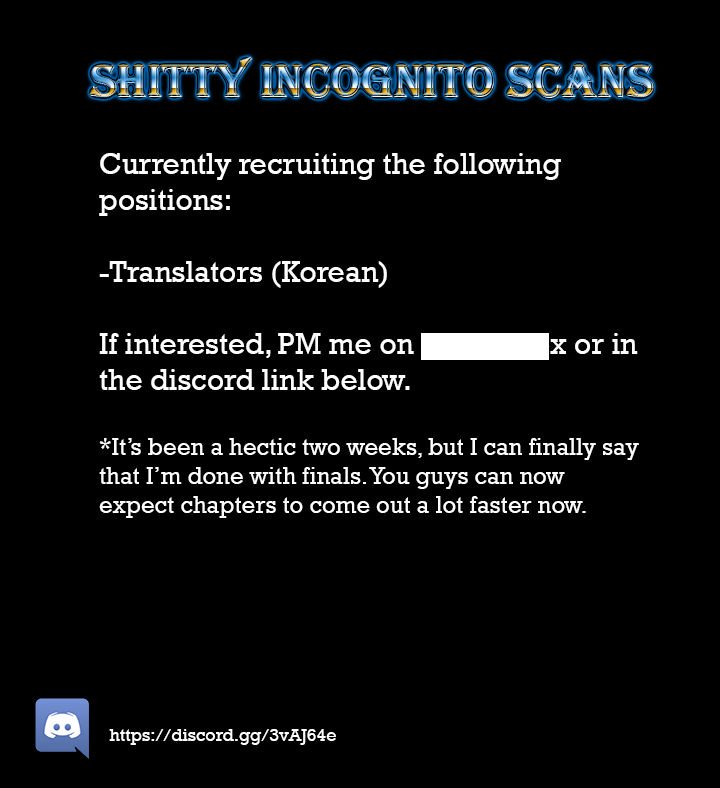 SHITTY INCOGNITO SCANS
Currently recruiting the following
positions:
-Translators (Korean)
If interested, PM me on x or in
the discord link below.
*It's been a hectic two weeks, but I can finally say
that I'm done with finals. You guys can now
expect chapters to come out a lot faster now.
https://discord.gg/3vAJ64e